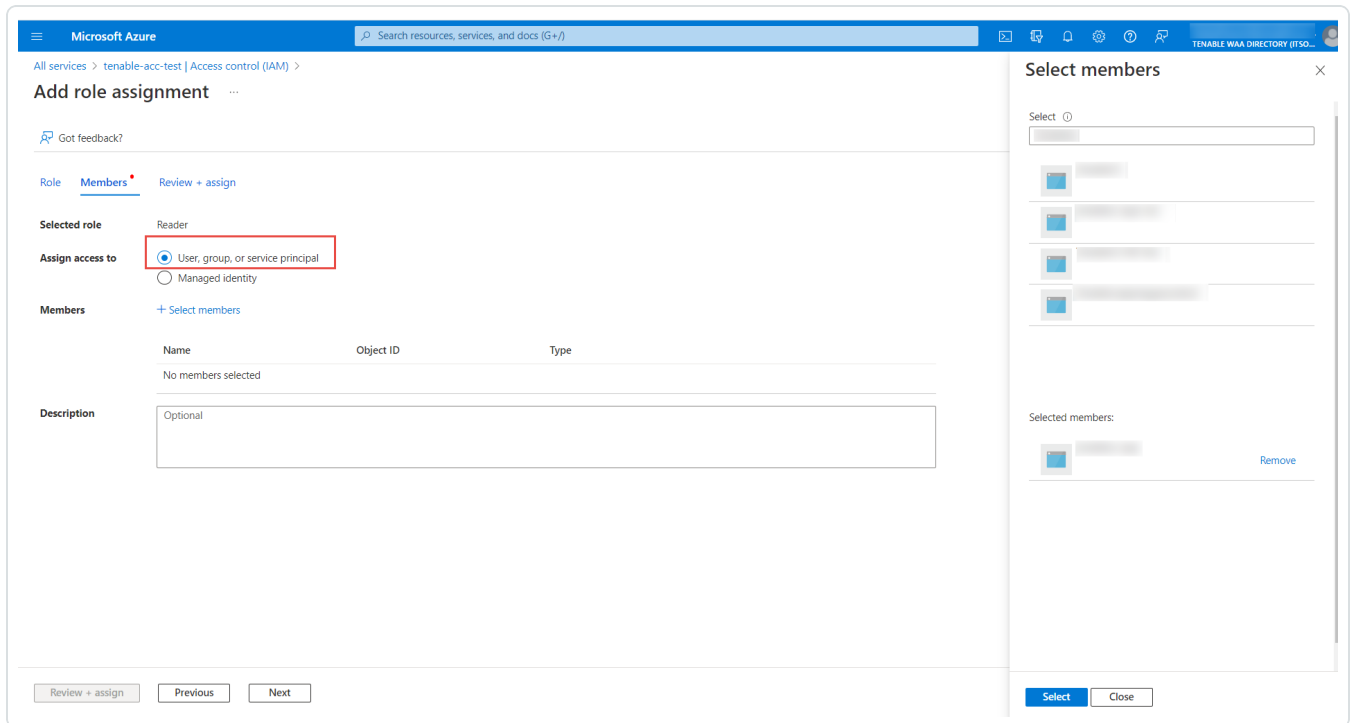 Microsoft Azure
Search resources, services, and docs (G+/)
TENABLE WAA DIRECTORY (ITSO...
All services > tenable-acc-test | Access control (IAM) >
Add role assignment ...
Got feedback?
Role Members Review + assign
Selected role Reader
Assign access to User, group, or service principal
Managed identity
Members + Select members
Name Object ID Type
No members selected
Description Optional
Review + assign Previous Next
Select members
Select
Selected members:
Remove
Select Close